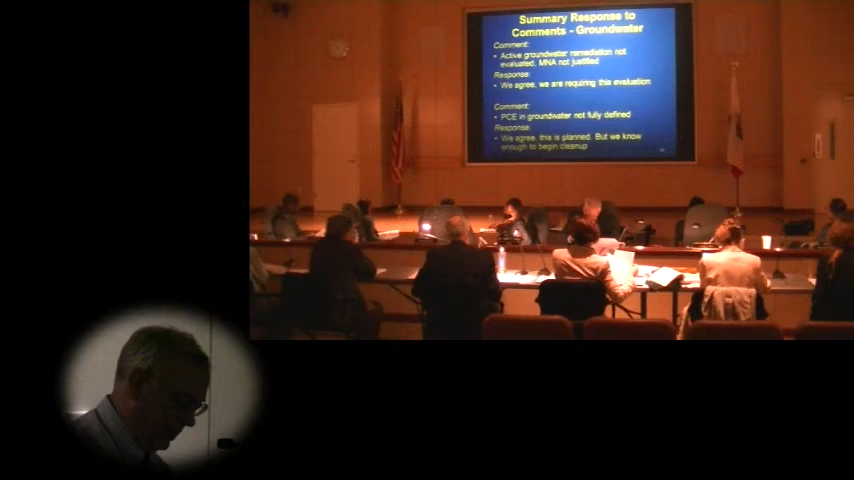 Summary Response to
Comments - Groundwater
Comment:
• Active groundwater remediation not
evaluated, MNA not justified
Response:
• We agree, we are requiring this evaluation
Comment:
• PCE in groundwater not fully defined
Response:
• We agree, this is planned. But we know
enough to begin cleanup